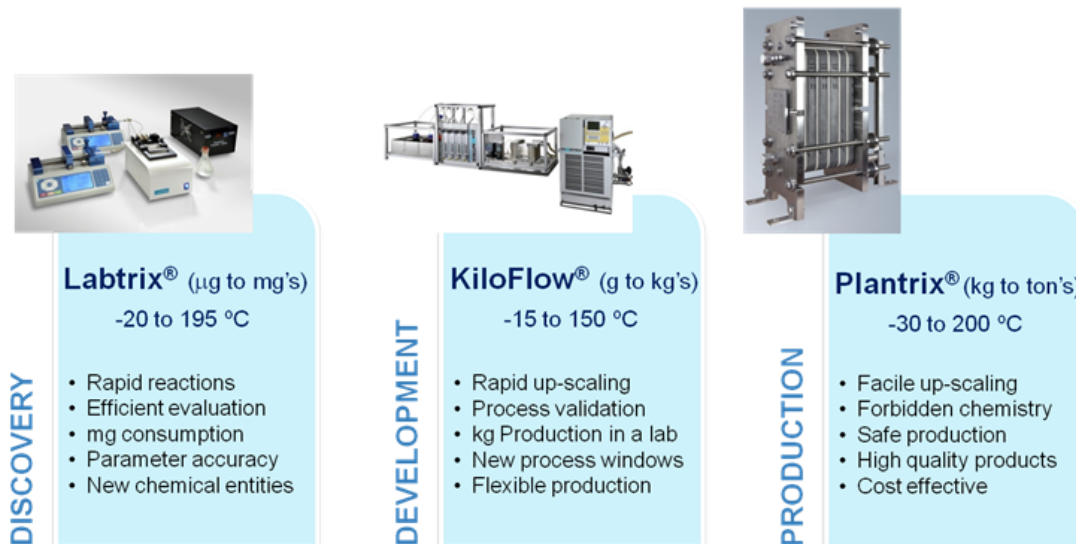 DISCOVERY
Labtrix® (μg to mg's)
-20 to 195 ºC
• Rapid reactions
• Efficient evaluation
• mg consumption
• Parameter accuracy
• New chemical entities
DEVELOPMENT
KiloFlow® (g to kg's)
-15 to 150 ºC
• Rapid up-scaling
• Process validation
• kg Production in a lab
• New process windows
• Flexible production
PRODUCTION
Plantrix® (kg to ton's)
-30 to 200 ºC
• Facile up-scaling
• Forbidden chemistry
• Safe production
• High quality products
• Cost effective